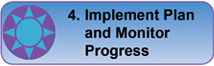 4. Implement Plan
and Monitor
Progress